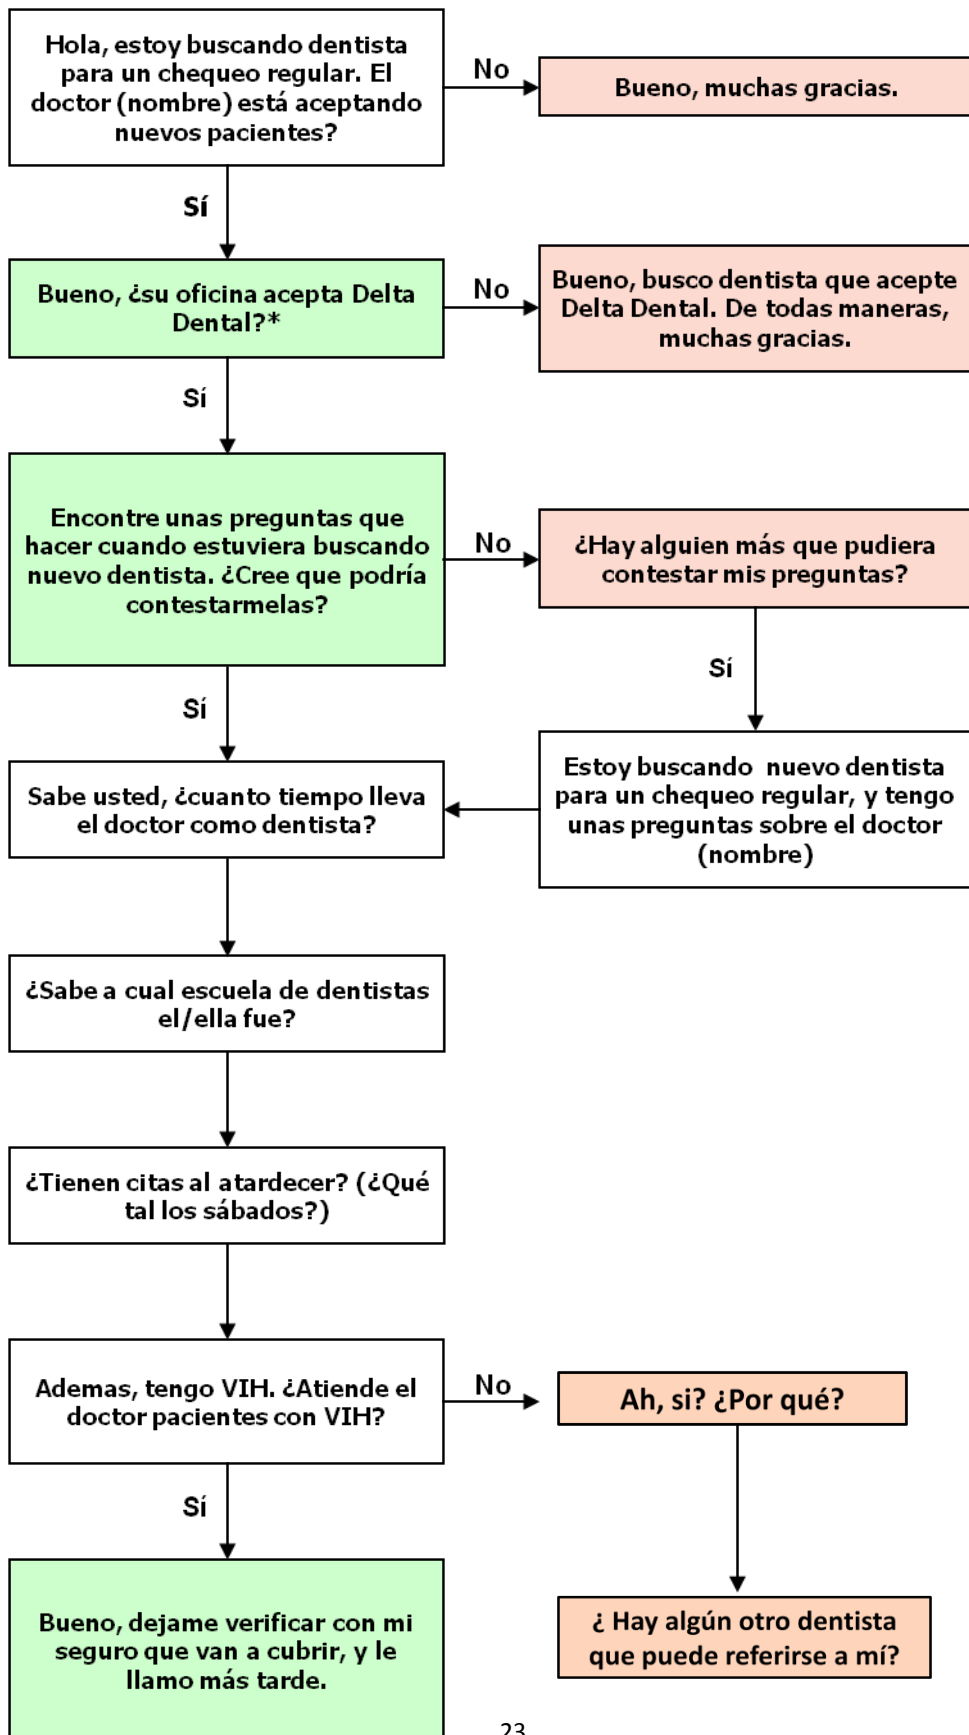 Hola, estoy buscando dentista
para un chequeo regular. El
doctor (nombre) está aceptando
nuevos pacientes?
No
Bueno, muchas gracias.
Sí
Bueno, ¿su oficina acepta Delta
Dental?*
No
Bueno, busco dentista que acepte
Delta Dental. De todas maneras,
muchas gracias.
Sí
Encontre unas preguntas que
hacer cuando estuviera buscando
nuevo dentista. ¿Cree que podría
contestarmelas?
No
¿Hay alguien más que pudiera
contestar mis preguntas?
Sí
Sí
Estoy buscando nuevo dentista
para un chequeo regular, y tengo
unas preguntas sobre el doctor
(nombre)
Sabe usted, ¿cuanto tiempo lleva
el doctor como dentista?
¿Sabe a cual escuela de dentistas
el/ella fue?
¿Tienen citas al atardecer? (¿Qué
tal los sábados?)
Ademas, tengo VIH. ¿Atiende el
doctor pacientes con VIH?
No
Ah, si? ¿Por qué?
Sí
Bueno, dejame verificar con mi
seguro que van a cubrir, y le
llamo más tarde.
¿ Hay algún otro dentista
que puede referirse a mí?
23